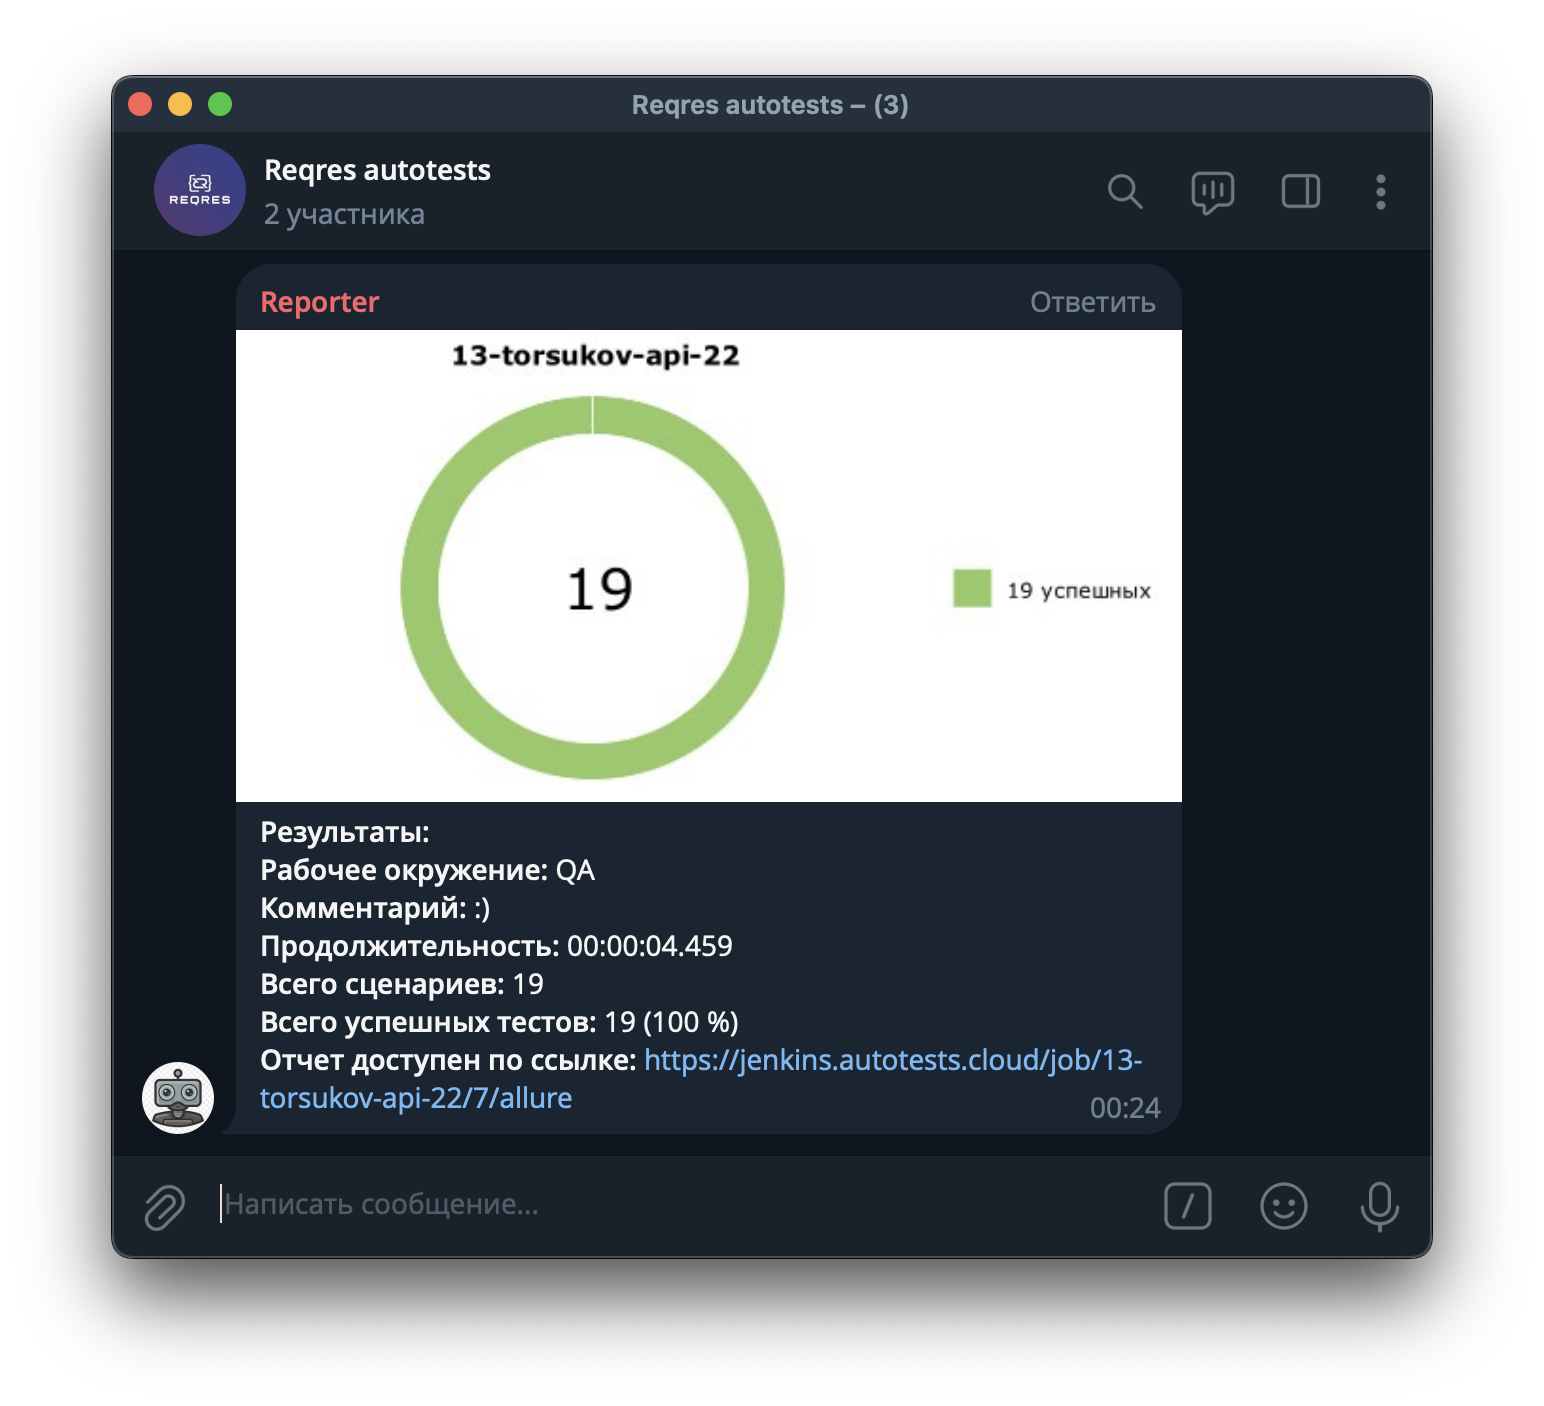 Reqres autotests – (3)
REQRES
Reqres autotests
2 участника
Reporter
Ответить
13-torsukov-api-22
19
19 успешных
Результаты:
Рабочее окружение: QA
Комментарий: :)
Продолжительность: 00:00:04.459
Всего сценариев: 19
Всего успешных тестов: 19 (100 %)
Отчет доступен по ссылке: https://jenkins.autotests.cloud/job/13-
torsukov-api-22/7/allure
00:24
Написать сообщение...